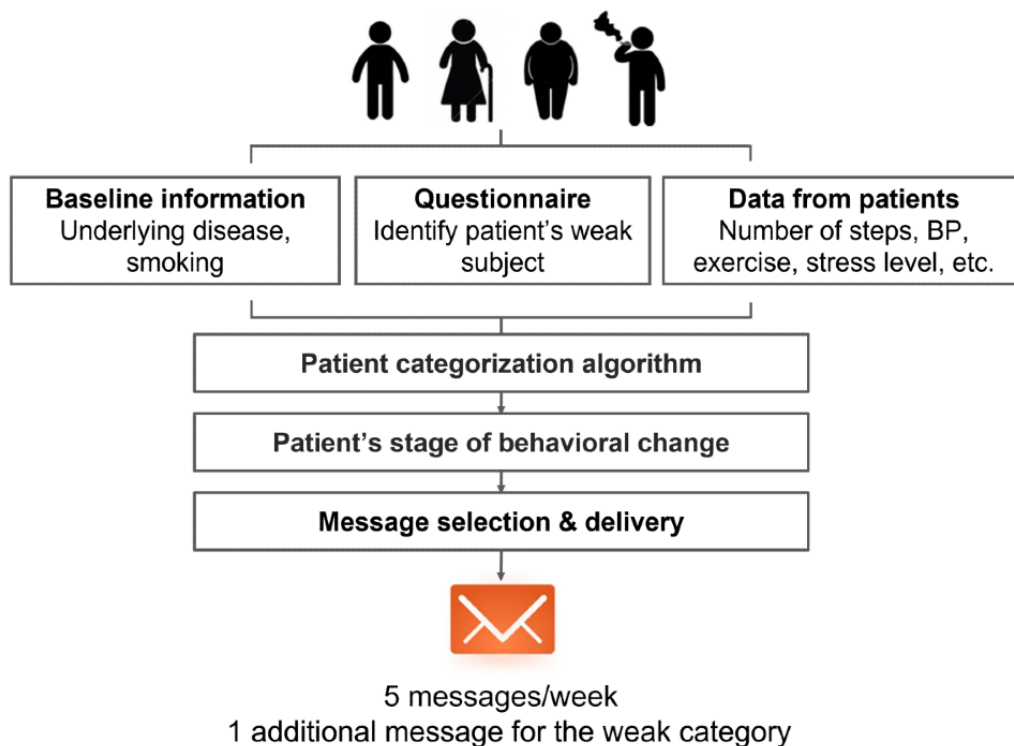 Baseline information
Underlying disease,
smoking
Questionnaire
Identify patient's weak
subject
Data from patients
Number of steps, BP,
exercise, stress level, etc.
Patient categorization algorithm
Patient's stage of behavioral change
Message selection & delivery
5 messages/week
1 additional message for the weak category